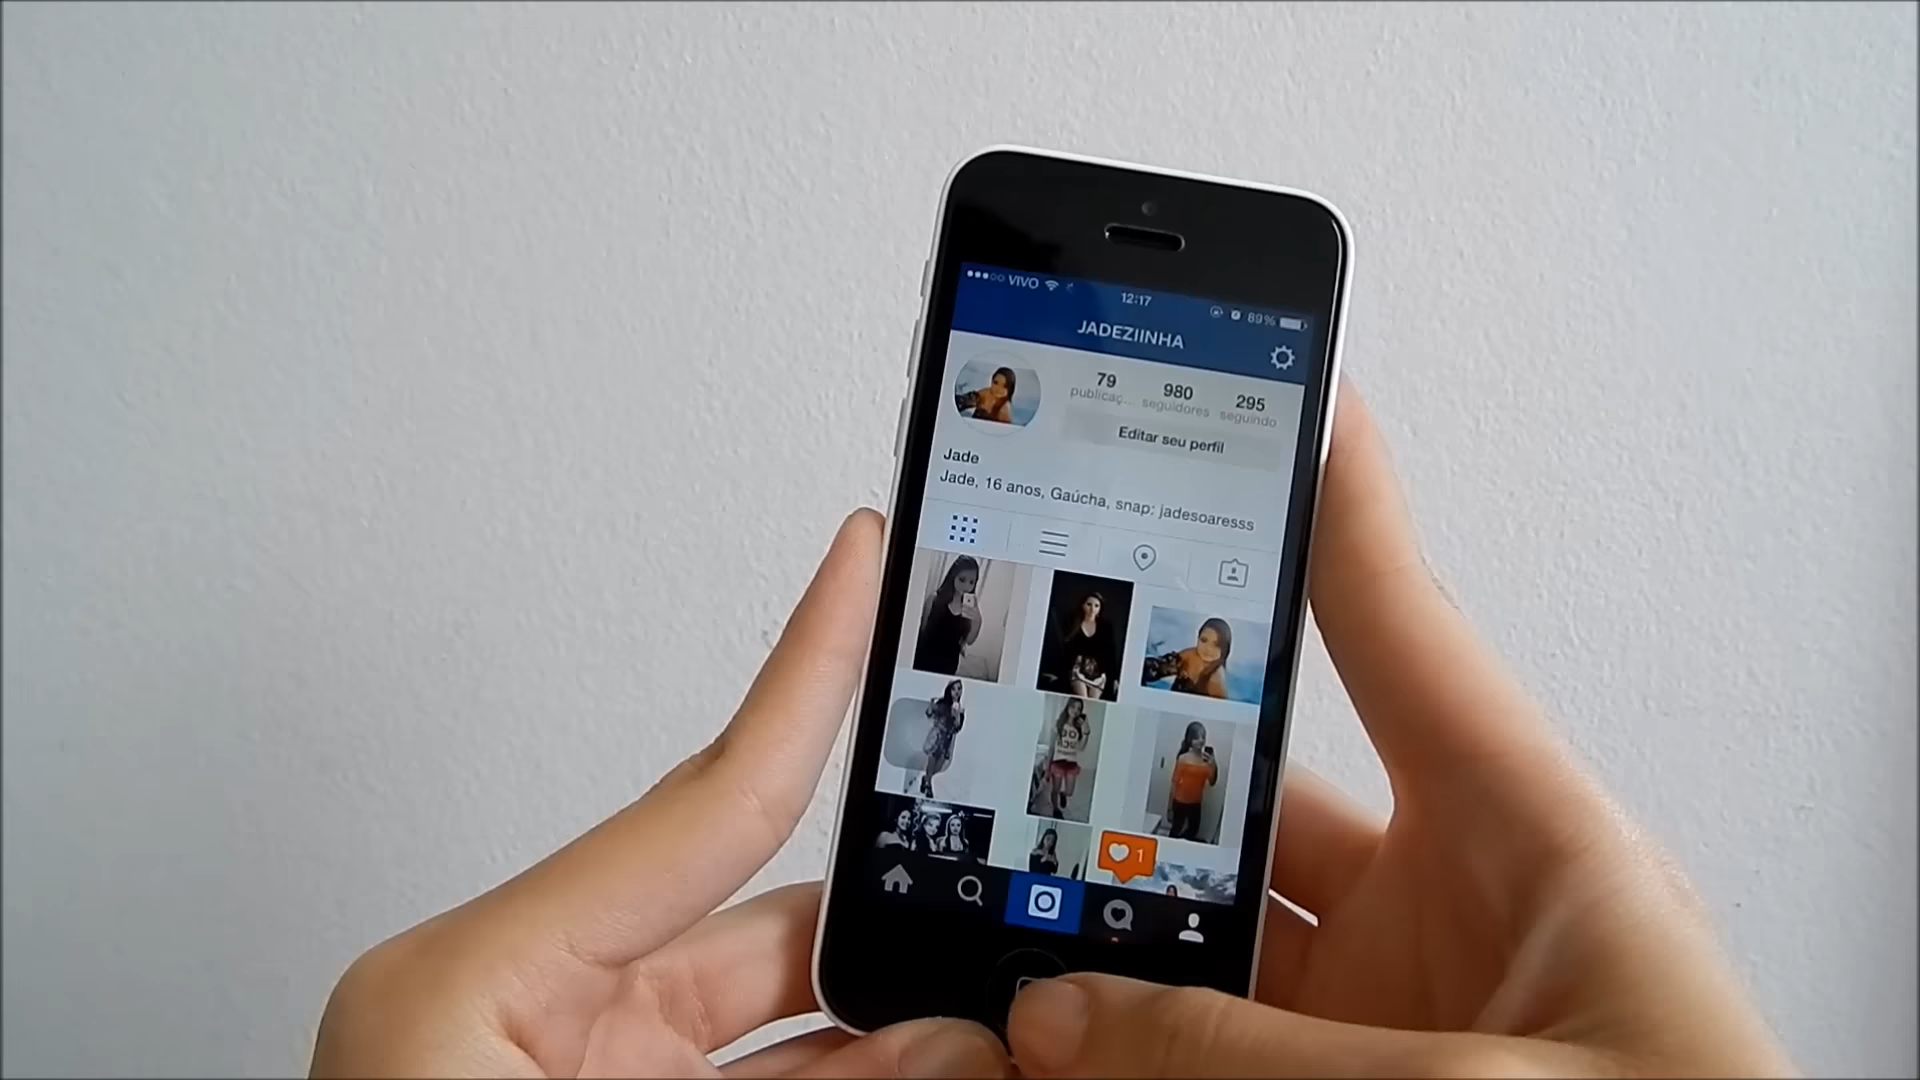 VIVO 12:17 89%
JADEZIINHA
79 980 295
publicaç... seguidores seguindo
Editar seu perfil
Jade
Jade, 16 anos, Gaúcha, snap: jadesoaresss
1